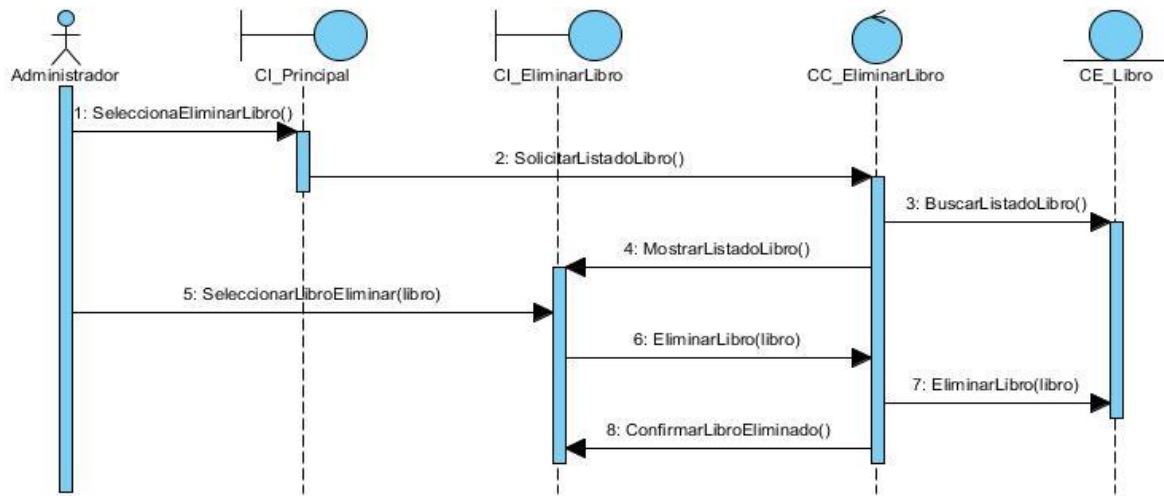 Administrador
CI_Principal
CI_EliminarLibro
CC_EliminarLibro
CE_Libro
1: SeleccionaEliminarLibro()
2: SolicitarListadoLibro()
3: BuscarListadoLibro()
4: MostrarListadoLibro()
5: SeleccionarLibroEliminar(libro)
6: EliminarLibro(libro)
7: EliminarLibro(libro)
8: ConfirmarLibroEliminado()